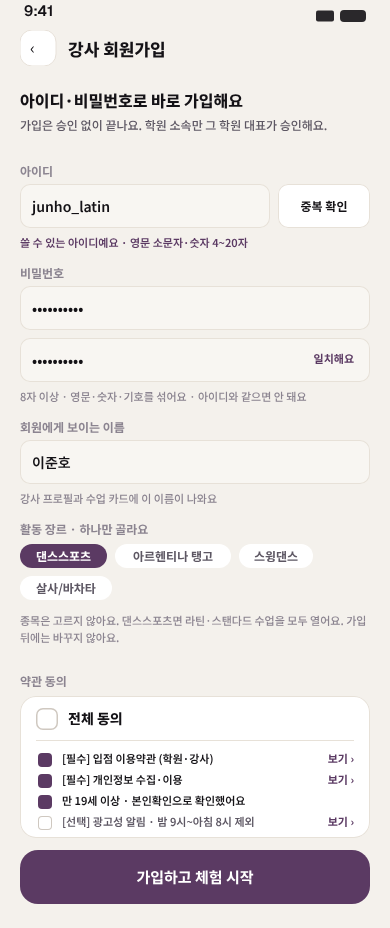 9:41
‹ 강사 회원가입
아이디·비밀번호로 바로 가입해요
가입은 승인 없이 끝나요. 학원 소속만 그 학원 대표가 승인해요.
아이디
junho_latin 중복 확인
쓸 수 있는 아이디예요 · 영문 소문자·숫자 4~20자
비밀번호
••••••••••
•••••••••• 일치해요
8자 이상 · 영문·숫자·기호를 섞어요 · 아이디와 같으면 안 돼요
회원에게 보이는 이름
이준호
강사 프로필과 수업 카드에 이 이름이 나와요
활동 장르 · 하나만 골라요
댄스스포츠 아르헨티나 탱고 스윙댄스
살사/바차타
종목은 고르지 않아요. 댄스스포츠면 라틴·스탠다드 수업을 모두 열어요. 가입
뒤에는 바꾸지 않아요.
약관 동의
전체 동의
[필수] 입점 이용약관 (학원·강사) 보기 ›
[필수] 개인정보 수집·이용 보기 ›
만 19세 이상 · 본인확인으로 확인했어요
[선택] 광고성 알림 · 밤 9시~아침 8시 제외 보기 ›
가입하고 체험 시작